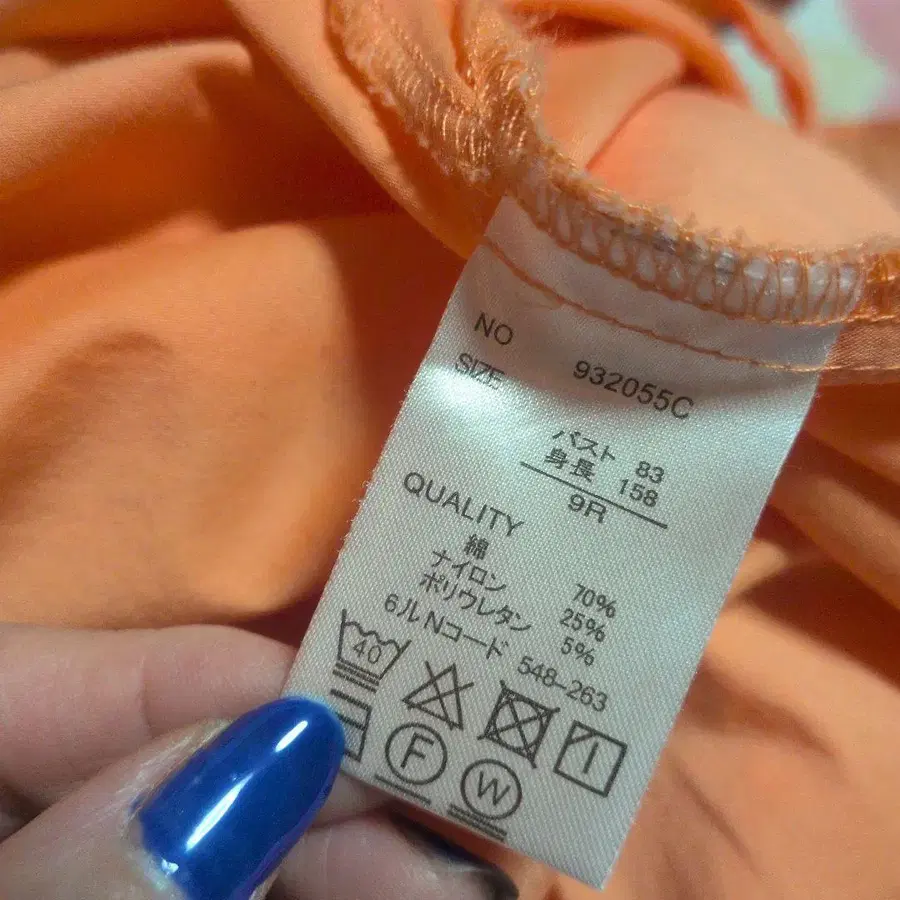 NO 932055C
SIZE
バスト 83
身長 158
9R
QUALITY
綿 70%
ナイロン 25%
ポリウレタン 5%
6ル Nコード 548-263
40
F
W